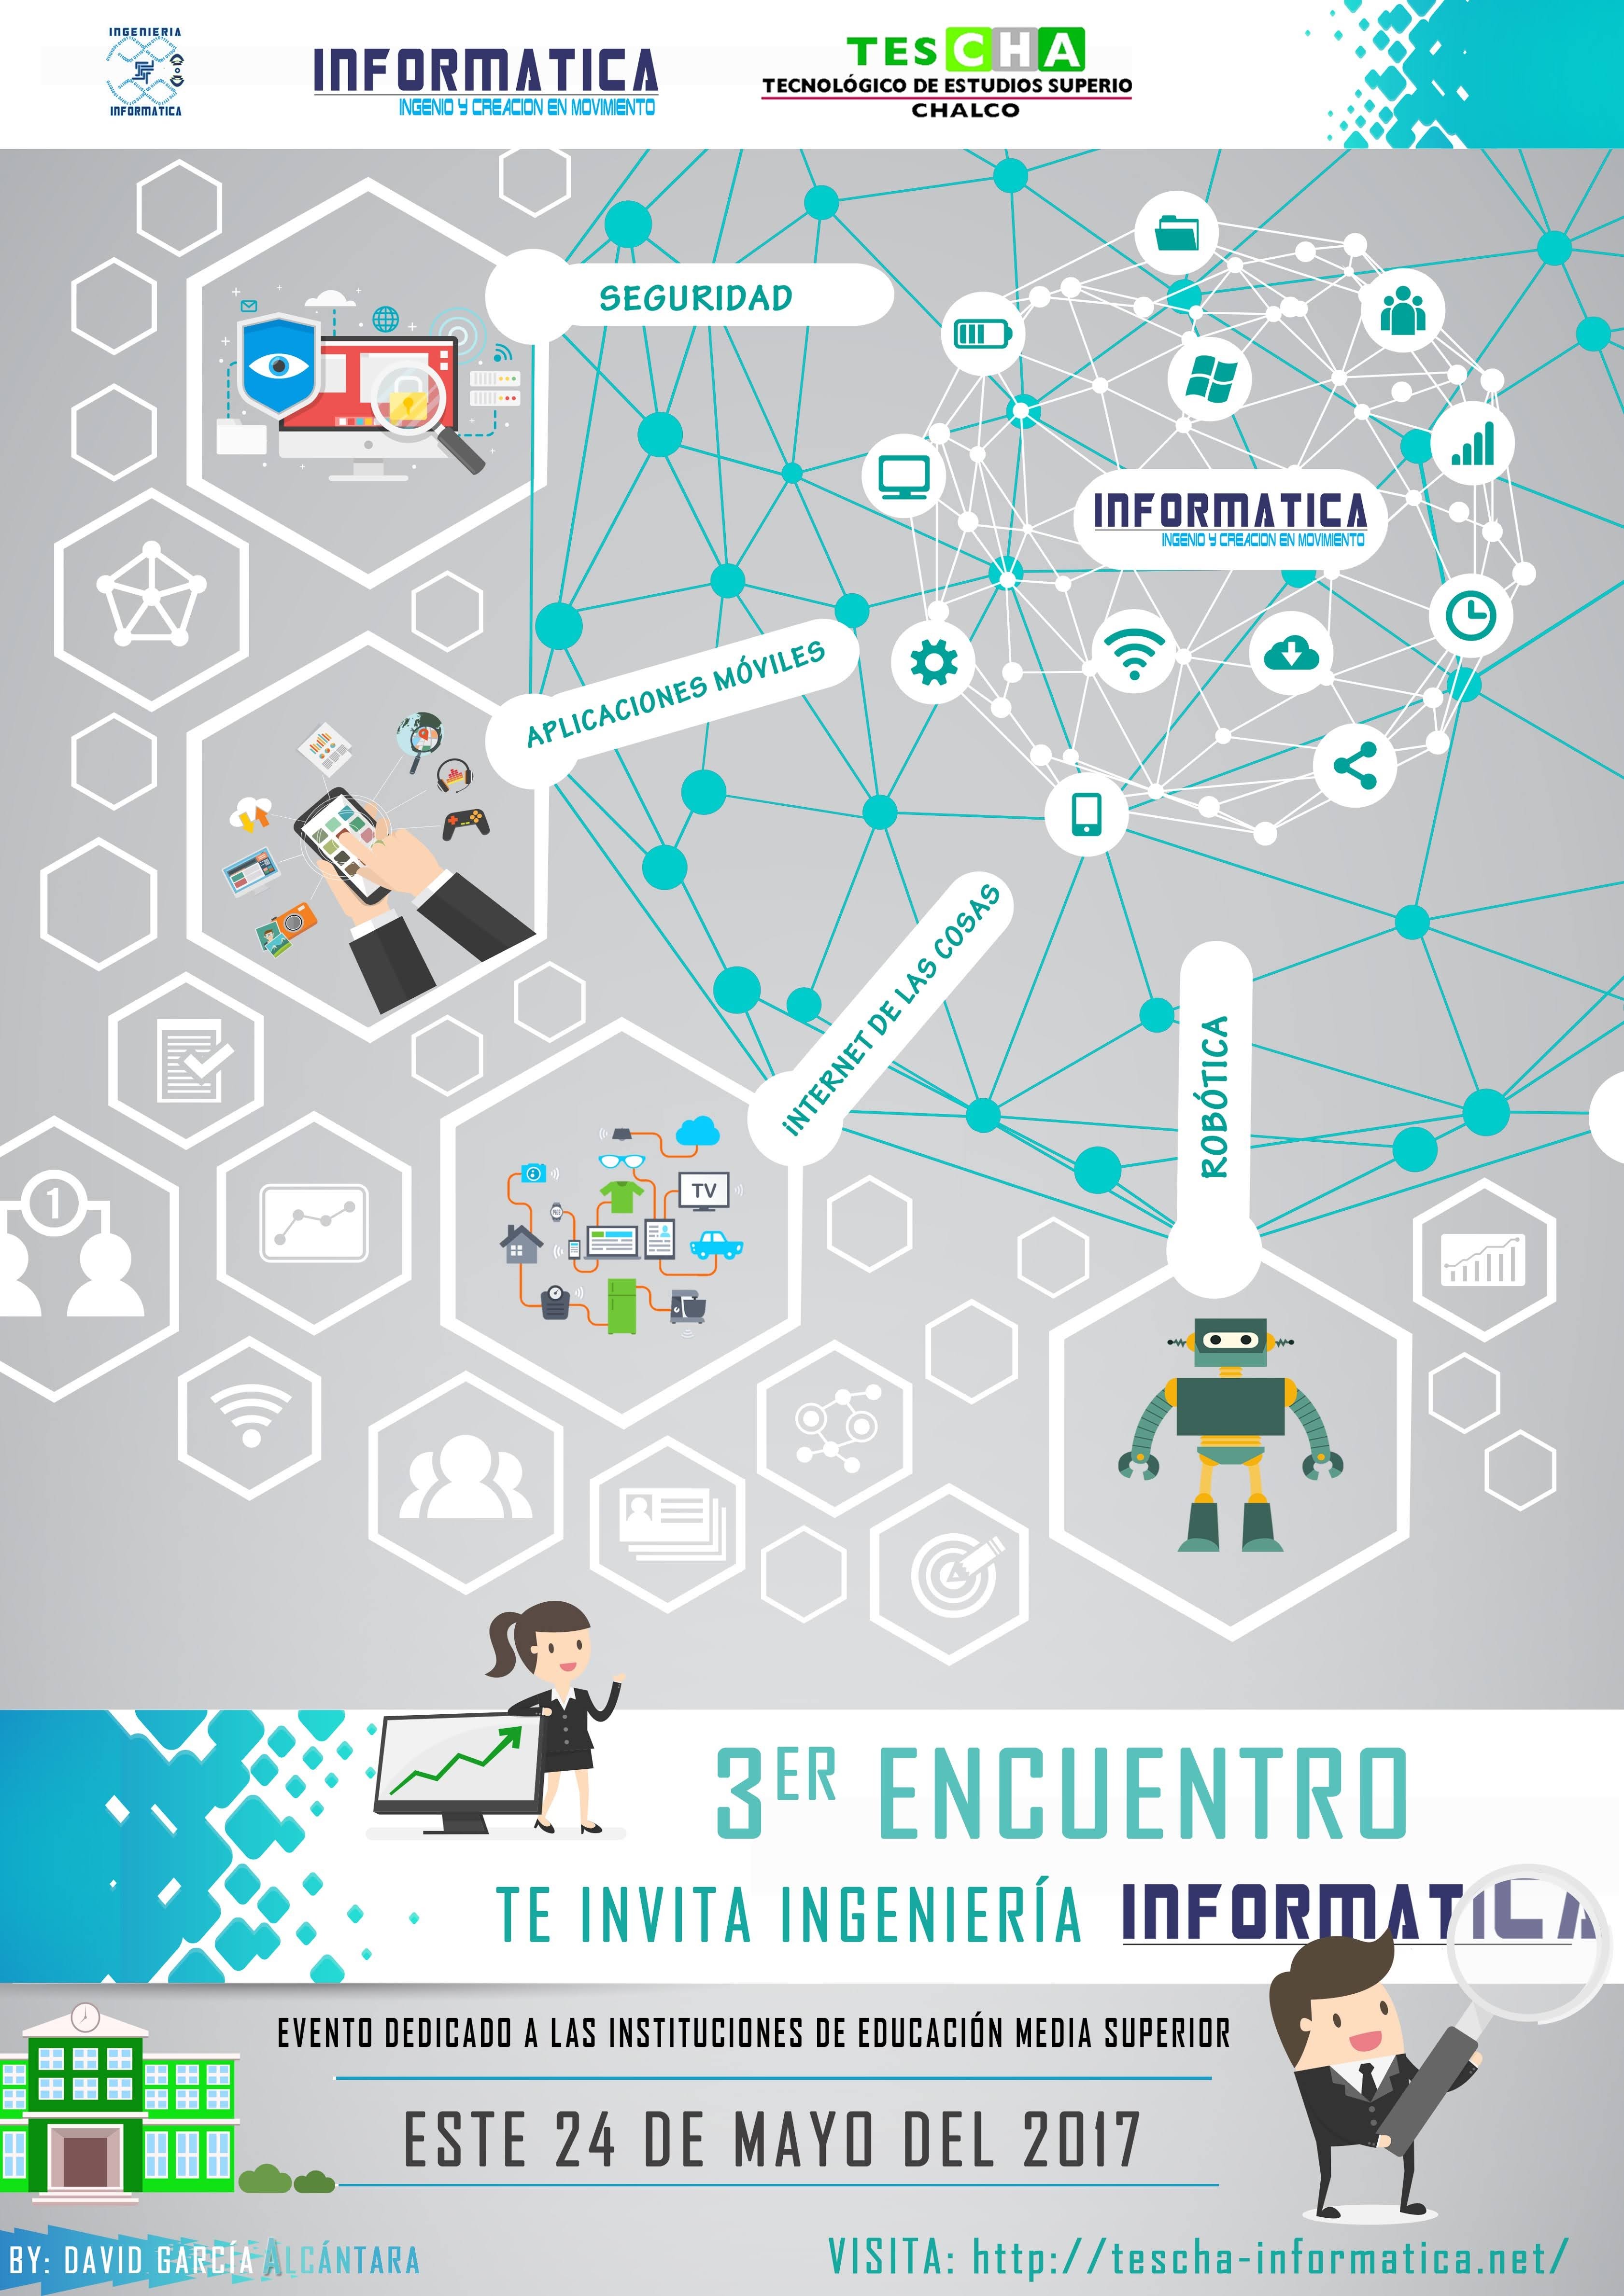 INGENIERIA
INFORMATICA
INFORMATICA
INGENIO Y CREACION EN MOVIMIENTO
TESCHA
TECNOLÓGICO DE ESTUDIOS SUPERIO
CHALCO
SEGURIDAD
INFORMATICA
INGENIO Y CREACION EN MOVIMIENTO
APLICACIONES MÓVILES
iNTERNET DE LAS COSAS
ROBÓTICA
1
TV
3ER ENCUENTRO
TE INVITA INGENIERÍA INFORMATICA
EVENTO DEDICADO A LAS INSTITUCIONES DE EDUCACIÓN MEDIA SUPERIOR
ESTE 24 DE MAYO DEL 2017
BY: DAVID GARCÍA ALCÁNTARA
VISITA: http://tescha-informatica.net/